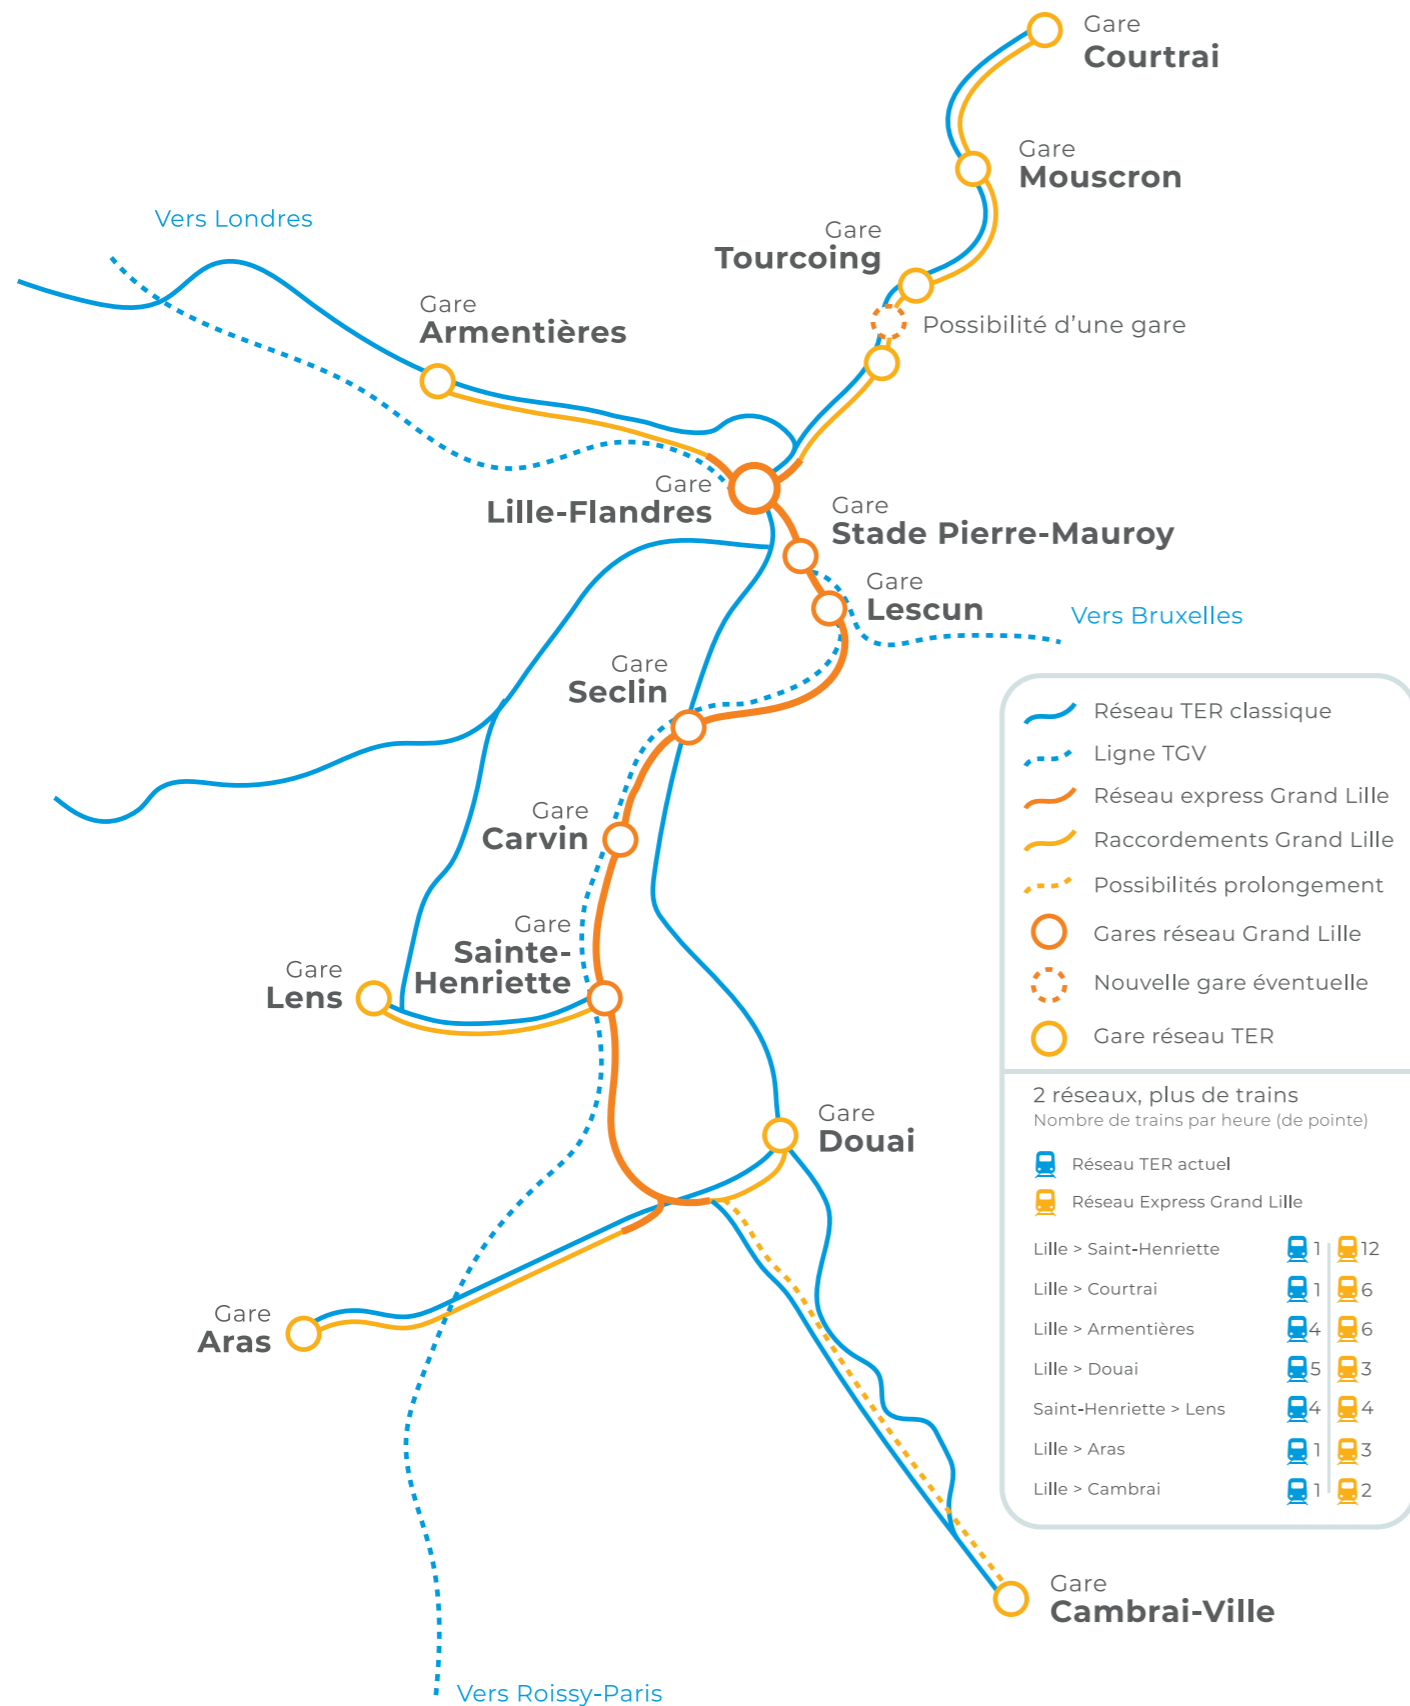 Gare
Courtrai
Gare
Mouscron
Vers Londres
Gare
Tourcoing
Gare
Armentières
Possibilité d'une gare
Gare
Lille-Flandres
Gare
Stade Pierre-Mauroy
Gare
Lescun
Vers Bruxelles
Gare
Seclin
Gare
Carvin
Gare
Sainte-
Henriette
Gare
Lens
Gare
Douai
Gare
Aras
Gare
Cambrai-Ville
Vers Roissy-Paris
Réseau TER classique
Ligne TGV
Réseau express Grand Lille
Raccordements Grand Lille
Possibilités prolongement
Gares réseau Grand Lille
Nouvelle gare éventuelle
Gare réseau TER
2 réseaux, plus de trains
Nombre de trains par heure (de pointe)
Réseau TER actuel
Réseau Express Grand Lille
Lille > Saint-Henriette 1 12
Lille > Courtrai 1 6
Lille > Armentières 4 6
Lille > Douai 5 3
Saint-Henriette > Lens 4 4
Lille > Aras 1 3
Lille > Cambrai 1 2